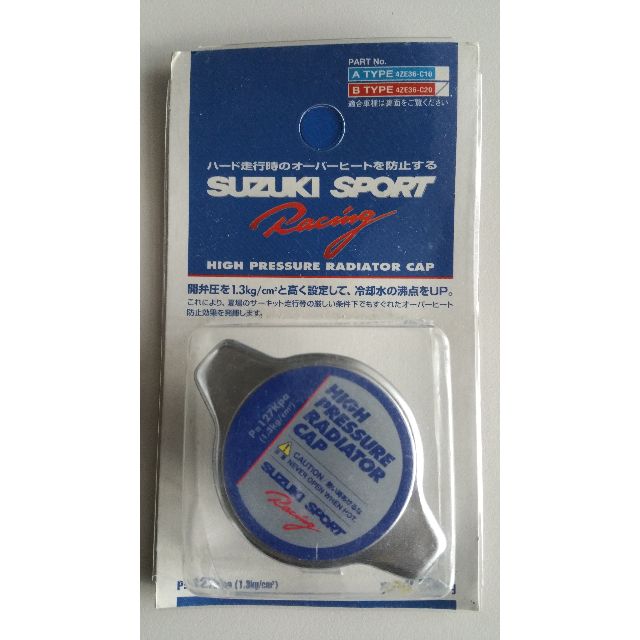 PART No.
A TYPE 4ZE36-C10
B TYPE 4ZE36-C20
適合車種は裏面をご覧ください
ハード走行時のオーバーヒートを防止する
SUZUKI SPORT
Racing
HIGH PRESSURE RADIATOR CAP
開弁圧を1.3kg/cm²と高く設定して、冷却水の沸点をUP。
これにより、夏場のサーキット走行等の厳しい条件下でもすぐれたオーバーヒート
防止効果を発揮します。
P=127Kpa
(1.3kg/cm²)
HIGH
PRESSURE
RADIATOR
CAP
CAUTION 熱い時あけるな
NEVER OPEN WHEN HOT.
SUZUKI SPORT
Racing
(1.3kg/cm²)